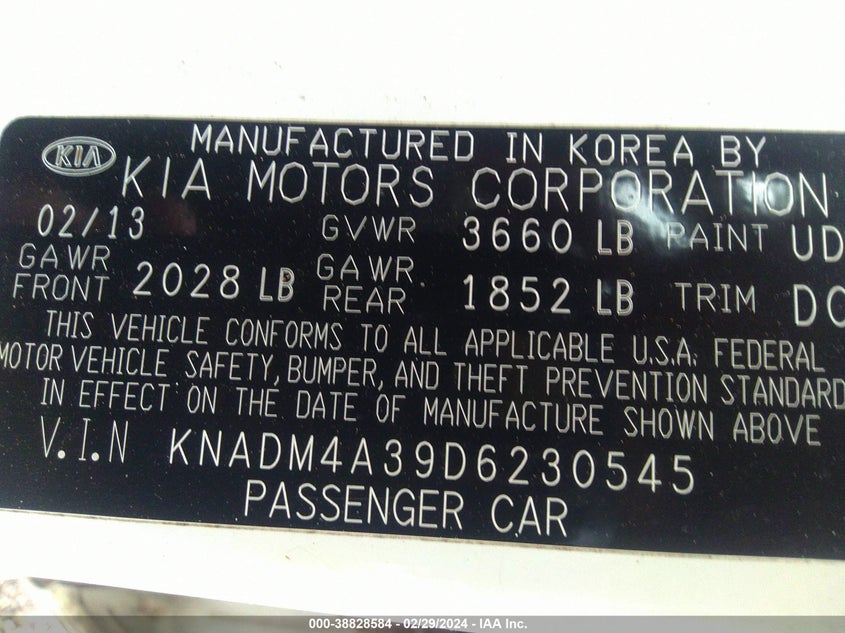 MANUFACTURED IN KOREA BY
KIA KIA MOTORS CORPORATION
02/13 GVWR 3660 LB PAINT UD
GAWR FRONT 2028 LB GAWR REAR 1852 LB TRIM
THIS VEHICLE CONFORMS TO ALL APPLICABLE U.S.A. FEDERAL
MOTOR VEHICLE SAFETY, BUMPER, AND THEFT PREVENTION STANDARD
IN EFFECT ON THE DATE OF MANUFACTURE SHOWN ABOVE
V.I.N KNADM4A39D6230545
PASSENGER CAR
000-38828584 - 02/29/2024 - IAA Inc.